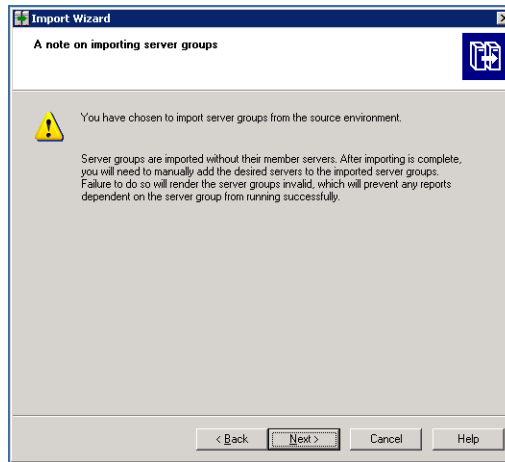 Import Wizard
A note on importing server groups
You have chosen to import server groups from the source environment.
Server groups are imported without their member servers. After importing is complete,
you will need to manually add the desired servers to the imported server groups.
Failure to do so will render the server groups invalid, which will prevent any reports
dependent on the server group from running successfully.
< Back
Next >
Cancel
Help